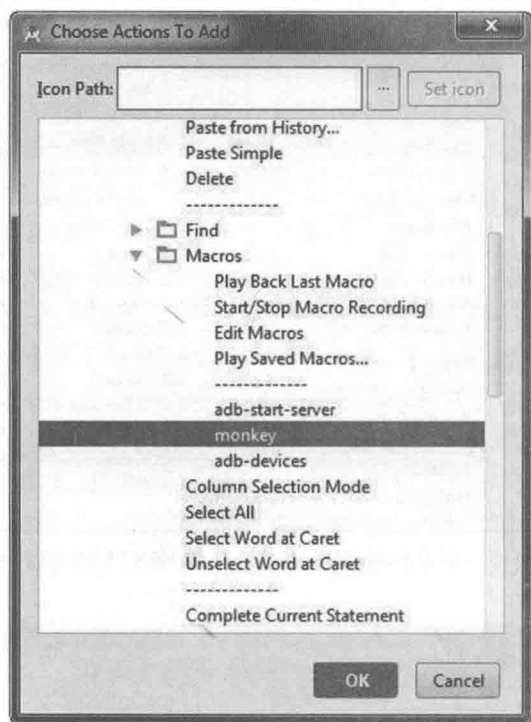 Choose Actions To Add
Icon Path:
...
Set icon
Paste from History...
Paste Simple
Delete
-------------
Find
Macros
Play Back Last Macro
Start/Stop Macro Recording
Edit Macros
Play Saved Macros...
-------------
adb-start-server
monkey
adb-devices
Column Selection Mode
Select All
Select Word at Caret
Unselect Word at Caret
-------------
Complete Current Statement
OK
Cancel